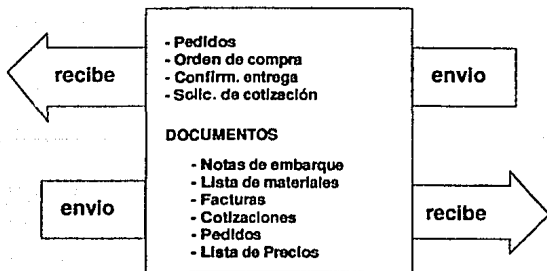 - Pedidos
- Orden de compra
recibe
- Confirm. entrega
envio
- Solic. de cotización
DOCUMENTOS
- Notas de embarque
- Lista de materiales
- Facturas
envio
- Cotizaciones
recibe
- Pedidos
- Lista de Precios